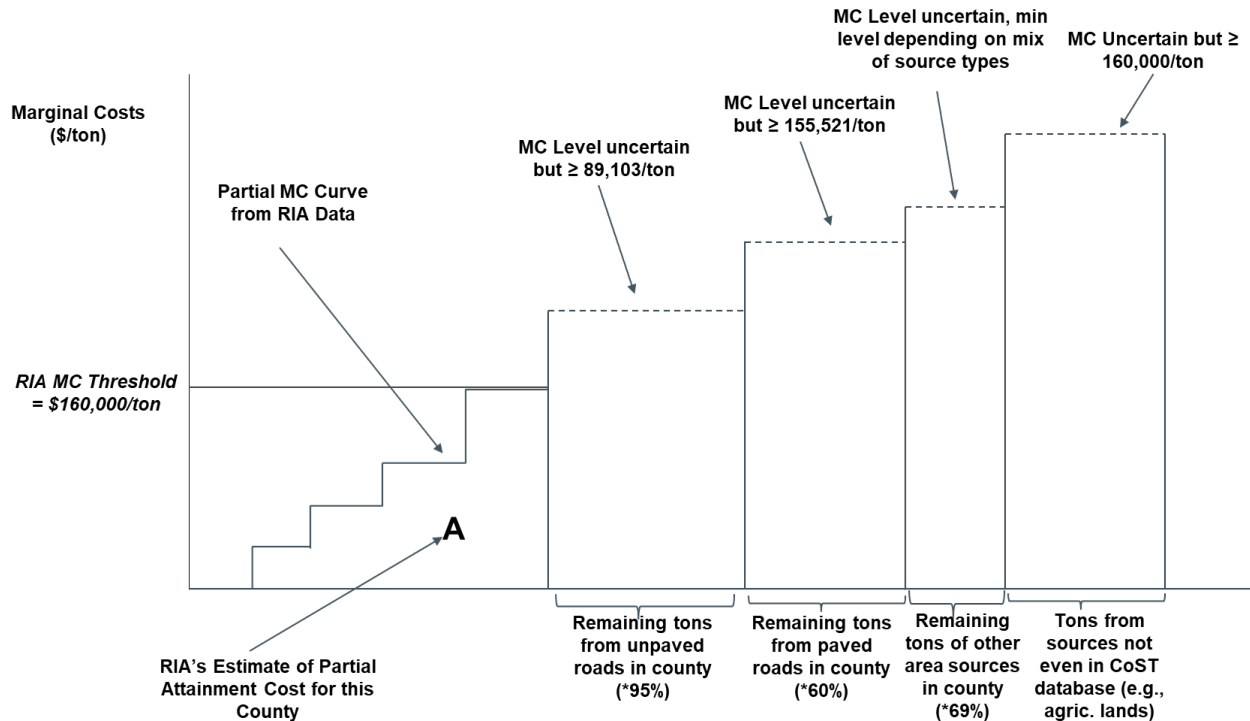 MC Level uncertain, min
level depending on mix
of source types
MC Uncertain but ≥
160,000/ton
MC Level uncertain
but ≥ 155,521/ton
Marginal Costs
($/ton)
MC Level uncertain
but ≥ 89,103/ton
Partial MC Curve
from RIA Data
RIA MC Threshold
= $160,000/ton
A
RIA's Estimate of Partial
Attainment Cost for this
County
Remaining tons
from unpaved
roads in county
(*95%)
Remaining tons
from paved
roads in county
(*60%)
Remaining
tons of other
area sources
in county
(*69%)
Tons from
sources not
even in CoST
database (e.g.,
agric. lands)